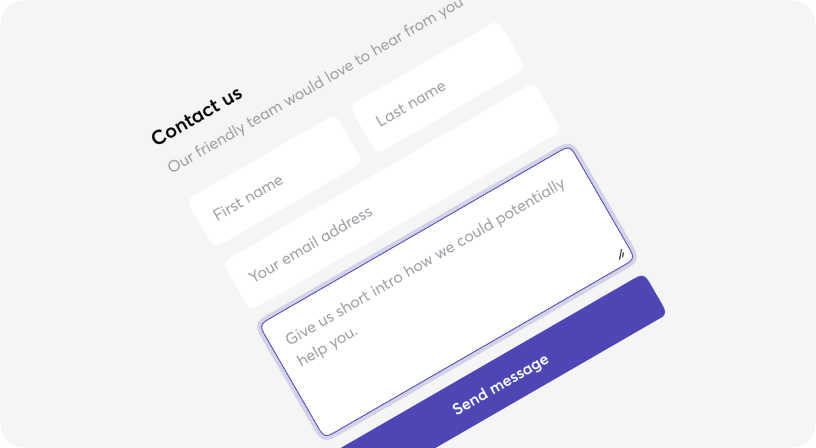 Contact us
Our friendly team would love to hear from you
First name
Last name
Your email address
Give us short intro how we could potentially
help you.
Send message